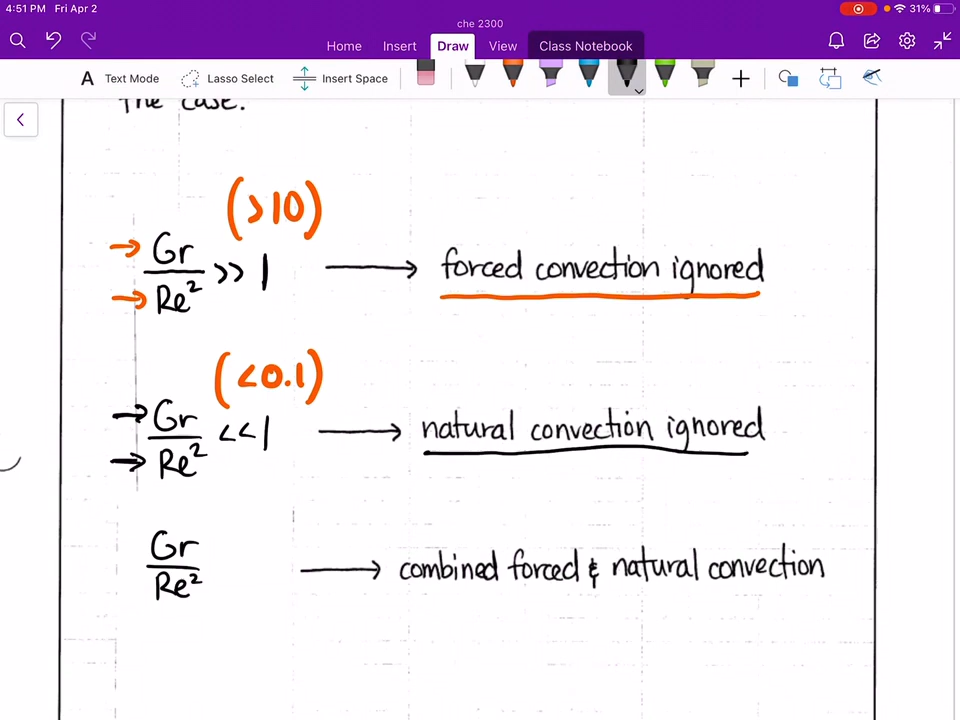 4:51 PM Fri Apr 2
31%
che 2300
Home Insert Draw View Class Notebook
Text Mode Lasso Select Insert Space
The case.
(>10)
Gr/Re² >> 1 → forced convection ignored
(<0.1)
Gr/Re² << 1 → natural convection ignored
Gr/Re² → combined forced & natural convection